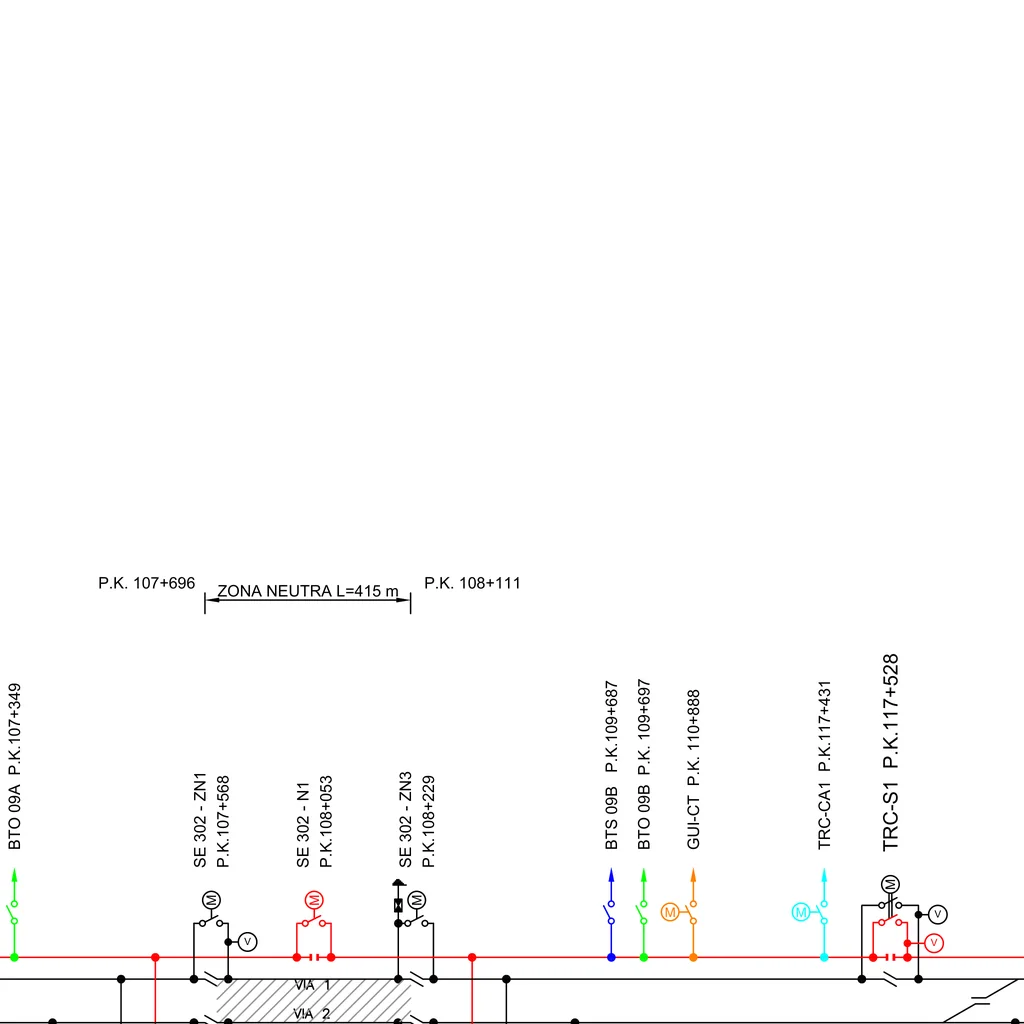 P.K. 107+696
ZONA NEUTRA L=415 m
P.K. 108+111
BTO 09A P.K.107+349
SE 302 - ZN1
P.K.107+568
SE 302 - N1
P.K.108+053
SE 302 - ZN3
P.K.108+229
BTS 09B P.K.109+687
BTO 09B P.K. 109+697
GUI-CT P.K. 110+888
TRC-CA1 P.K.117+431
TRC-S1 P.K.117+528
M
M
M
M
M
M
V
V
V
VIA 1
VIA 2